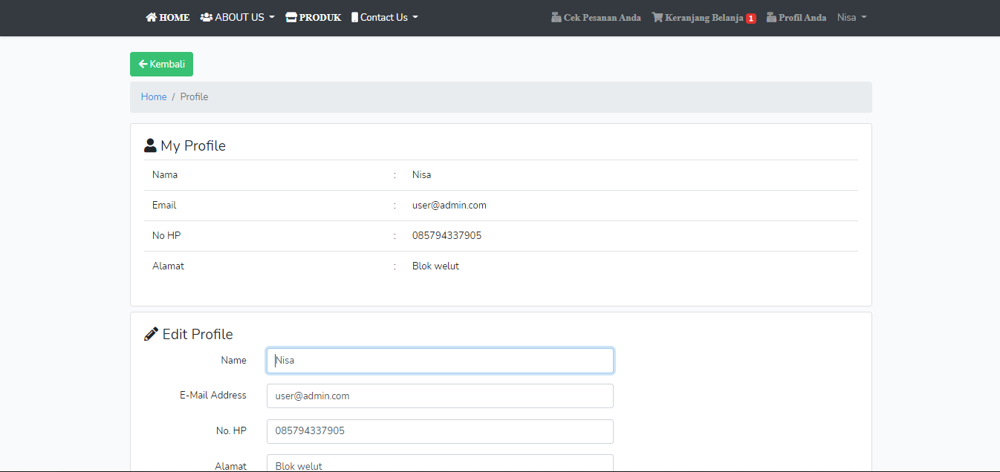 HOME ABOUT US PRODUK Contact Us Cek Pesanan Anda Keranjang Belanja 1 Profil Anda Nisa
Kembali
Home / Profile
My Profile
Nama : Nisa
Email : user@admin.com
No HP : 085794337905
Alamat : Blok welut
Edit Profile
Name Nisa
E-Mail Address user@admin.com
No. HP 085794337905
Alamat Blok welut